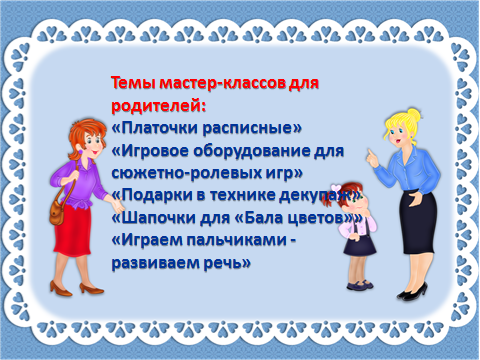 Темы мастер-классов для
родителей:
«Платочки расписные»
«Игровое оборудование для
сюжетно-ролевых игр»
«Подарки в технике декупаж»
«Шапочки для «Бала цветов»»
«Играем пальчиками -
развиваем речь»